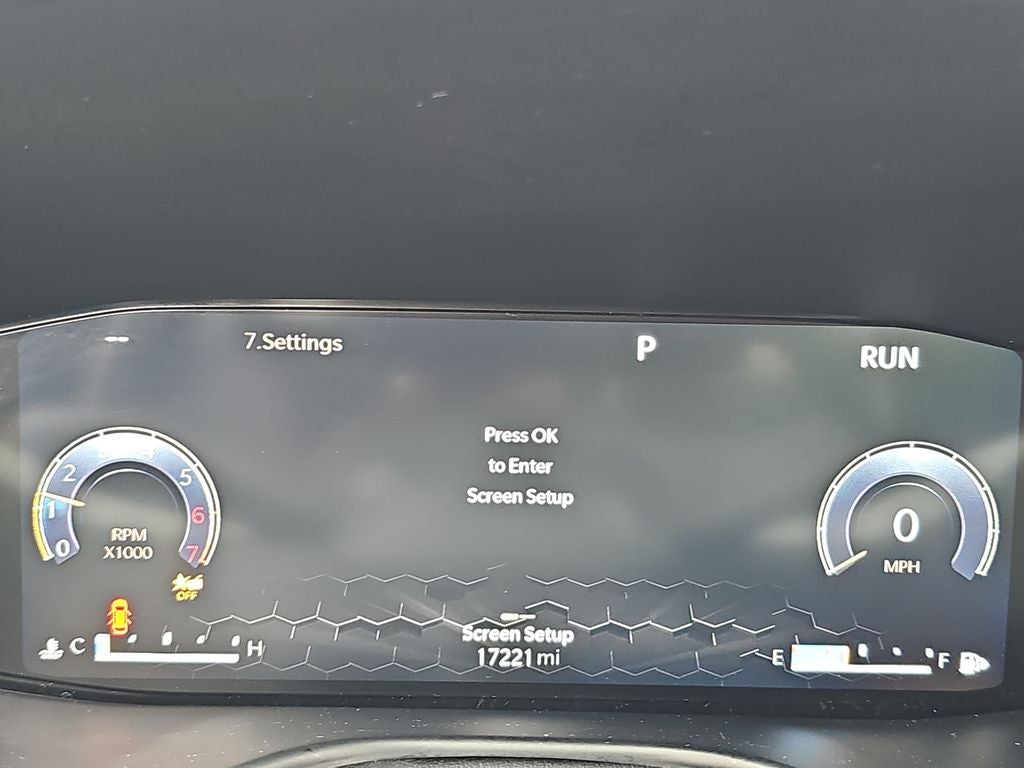 7.Settings
P
RUN
Press OK
to Enter
Screen Setup
0
1
2
5
6
7
RPM
X1000
0
MPH
OFF
C
H
Screen Setup
17221 mi
E
F